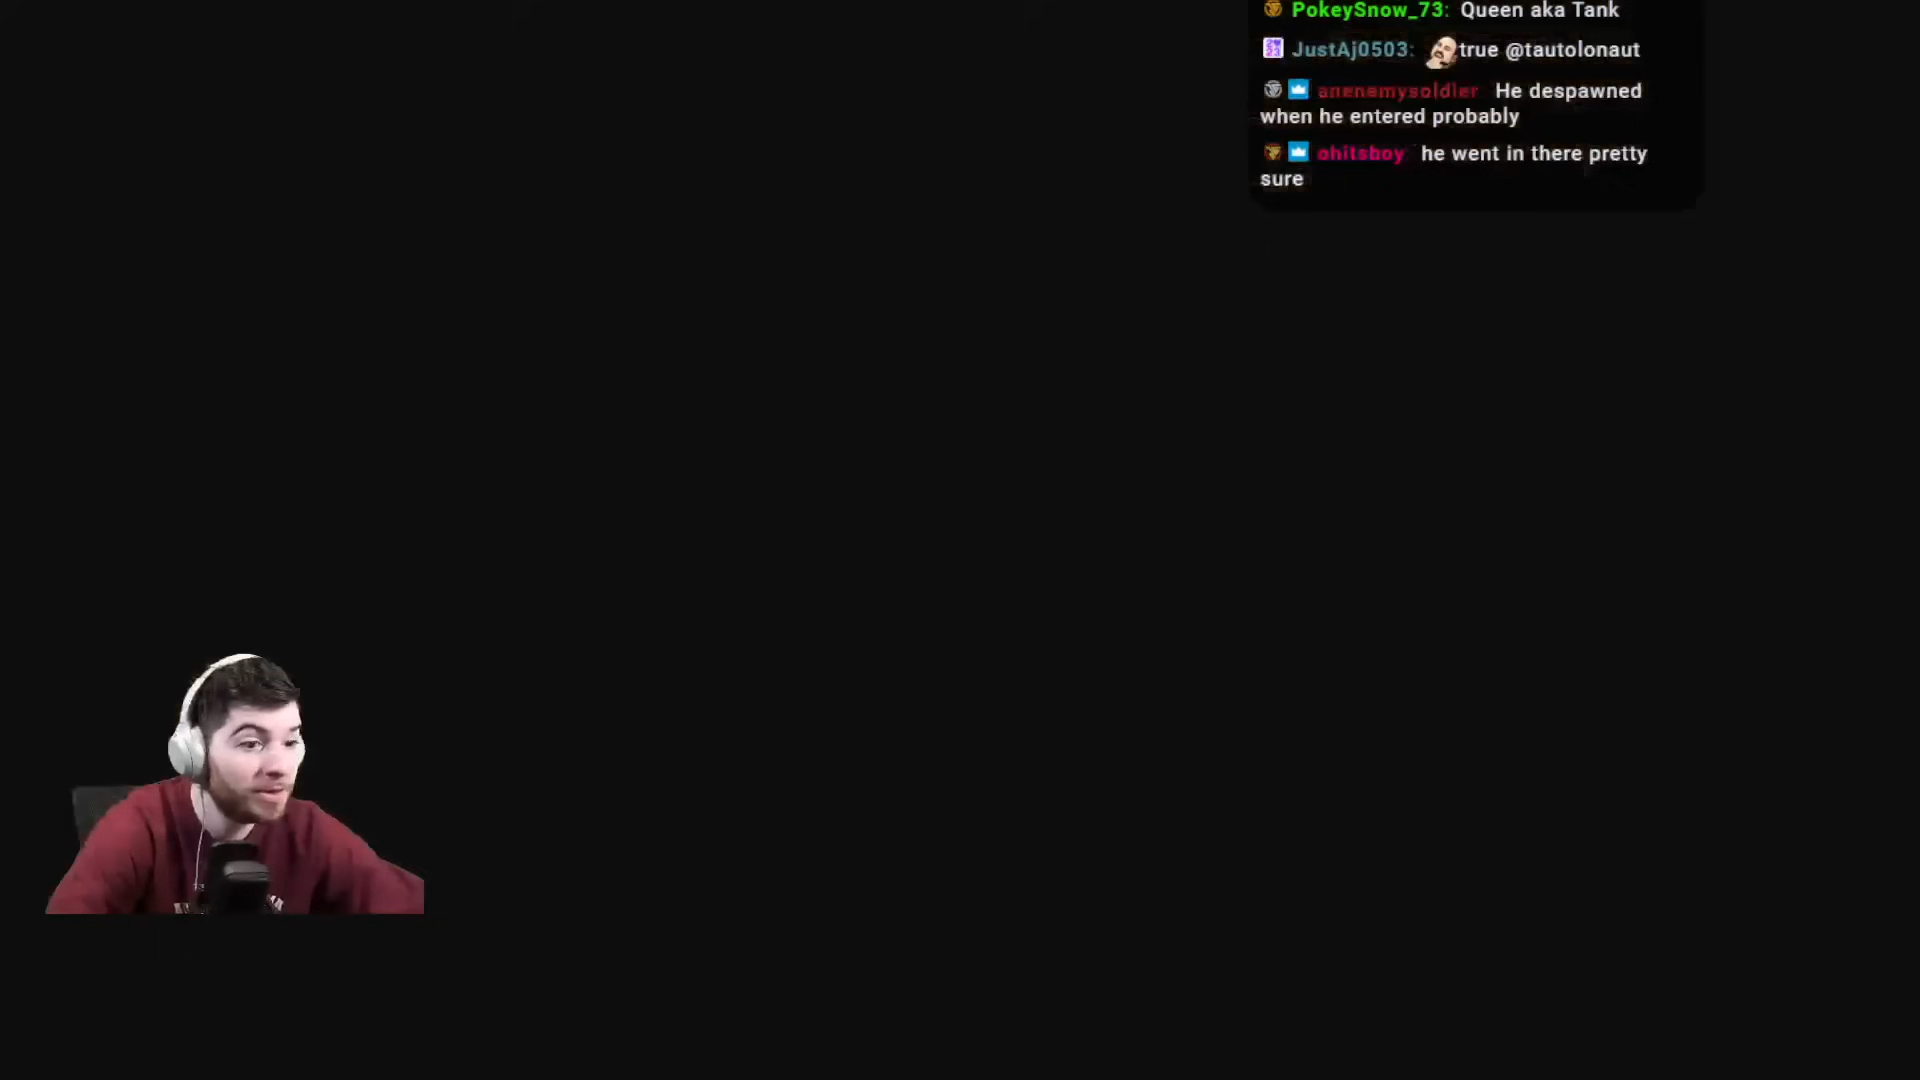 PokeySnow_73: Queen aka Tank
JustAj0503: true @tautolonaut
anenemysoldier He despawned
when he entered probably
ohitsboy he went in there pretty
sure